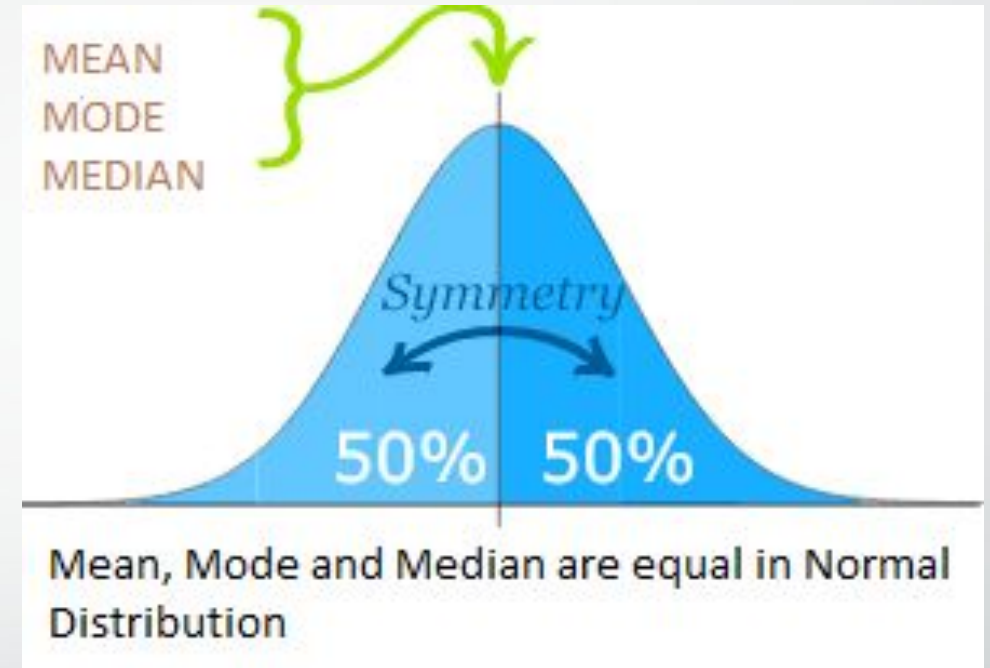 MEAN
MODE
MEDIAN
Symmetry
50% 50%
Mean, Mode and Median are equal in Normal
Distribution